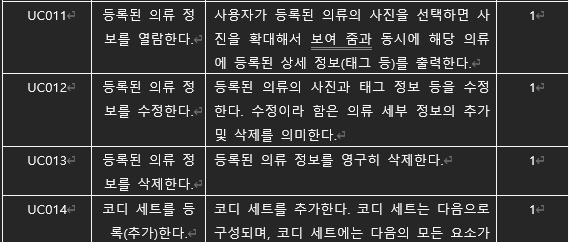 UC011
등록된 의류 정
보를 열람한다.
사용자가 등록된 의류의 사진을 선택하면 사
진을 확대해서 보여 줌과 동시에 해당 의류
에 등록된 상세 정보(태그 등)를 출력한다.
1
UC012
등록된 의류 정
보를 수정한다.
등록된 의류의 사진과 태그 정보 등을 수정
한다. 수정이라 함은 의류 세부 정보의 추가
및 삭제를 의미한다.
1
UC013
등록된 의류 정
보를 삭제한다.
등록된 의류 정보를 영구히 삭제한다.
1
UC014
코디 세트를 등
록(추가)한다.
코디 세트를 추가한다. 코디 세트는 다음으로
구성되며, 코디 세트에는 다음의 모든 요소가
1